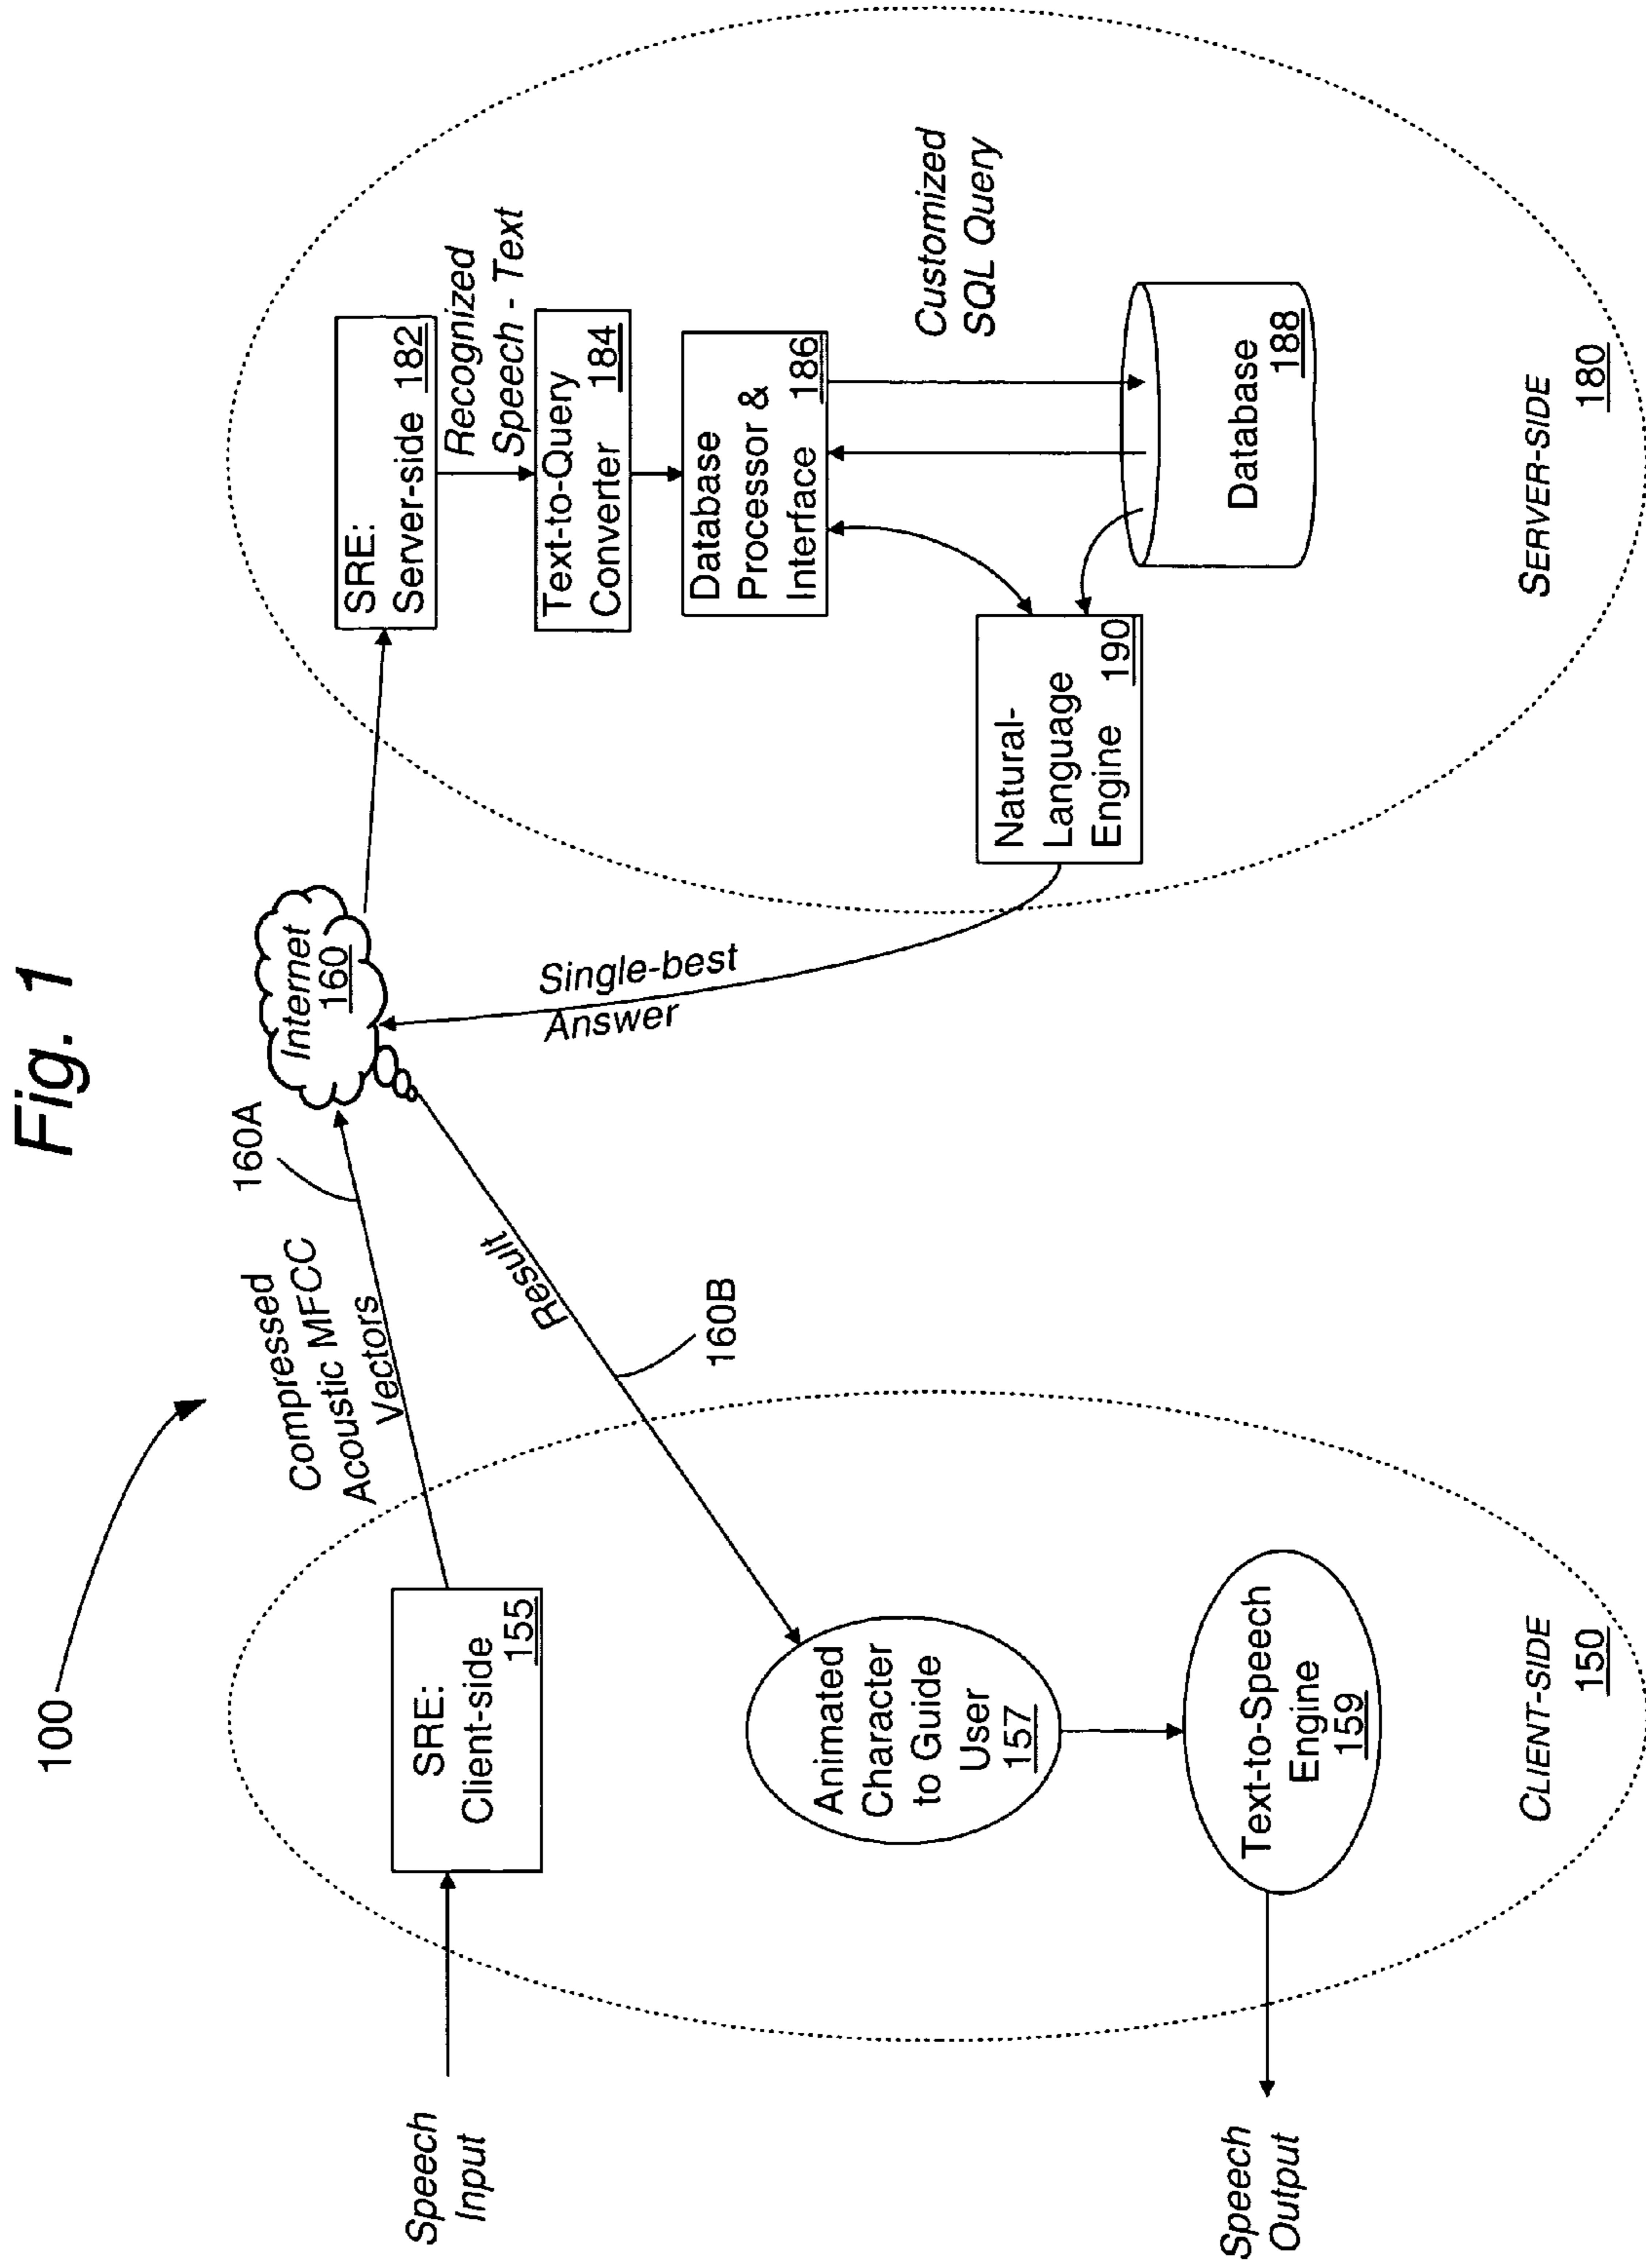 Fig. 1
100
Compressed
Acoustic MFCC
Vectors
160A
Internet
160
Speech
Input
SRE:
Client-side
155
Result
160B
Single-best
Answer
SRE:
Server-side 182
Recognized
Speech - Text
Text-to-Query
Converter 184
Database
Processor &
Interface 186
Customized
SQL Query
Natural-
Language
Engine 190
Database
188
Animated
Character
to Guide
User
157
Text-to-Speech
Engine
159
Speech
Output
CLIENT-SIDE
150
SERVER-SIDE
180